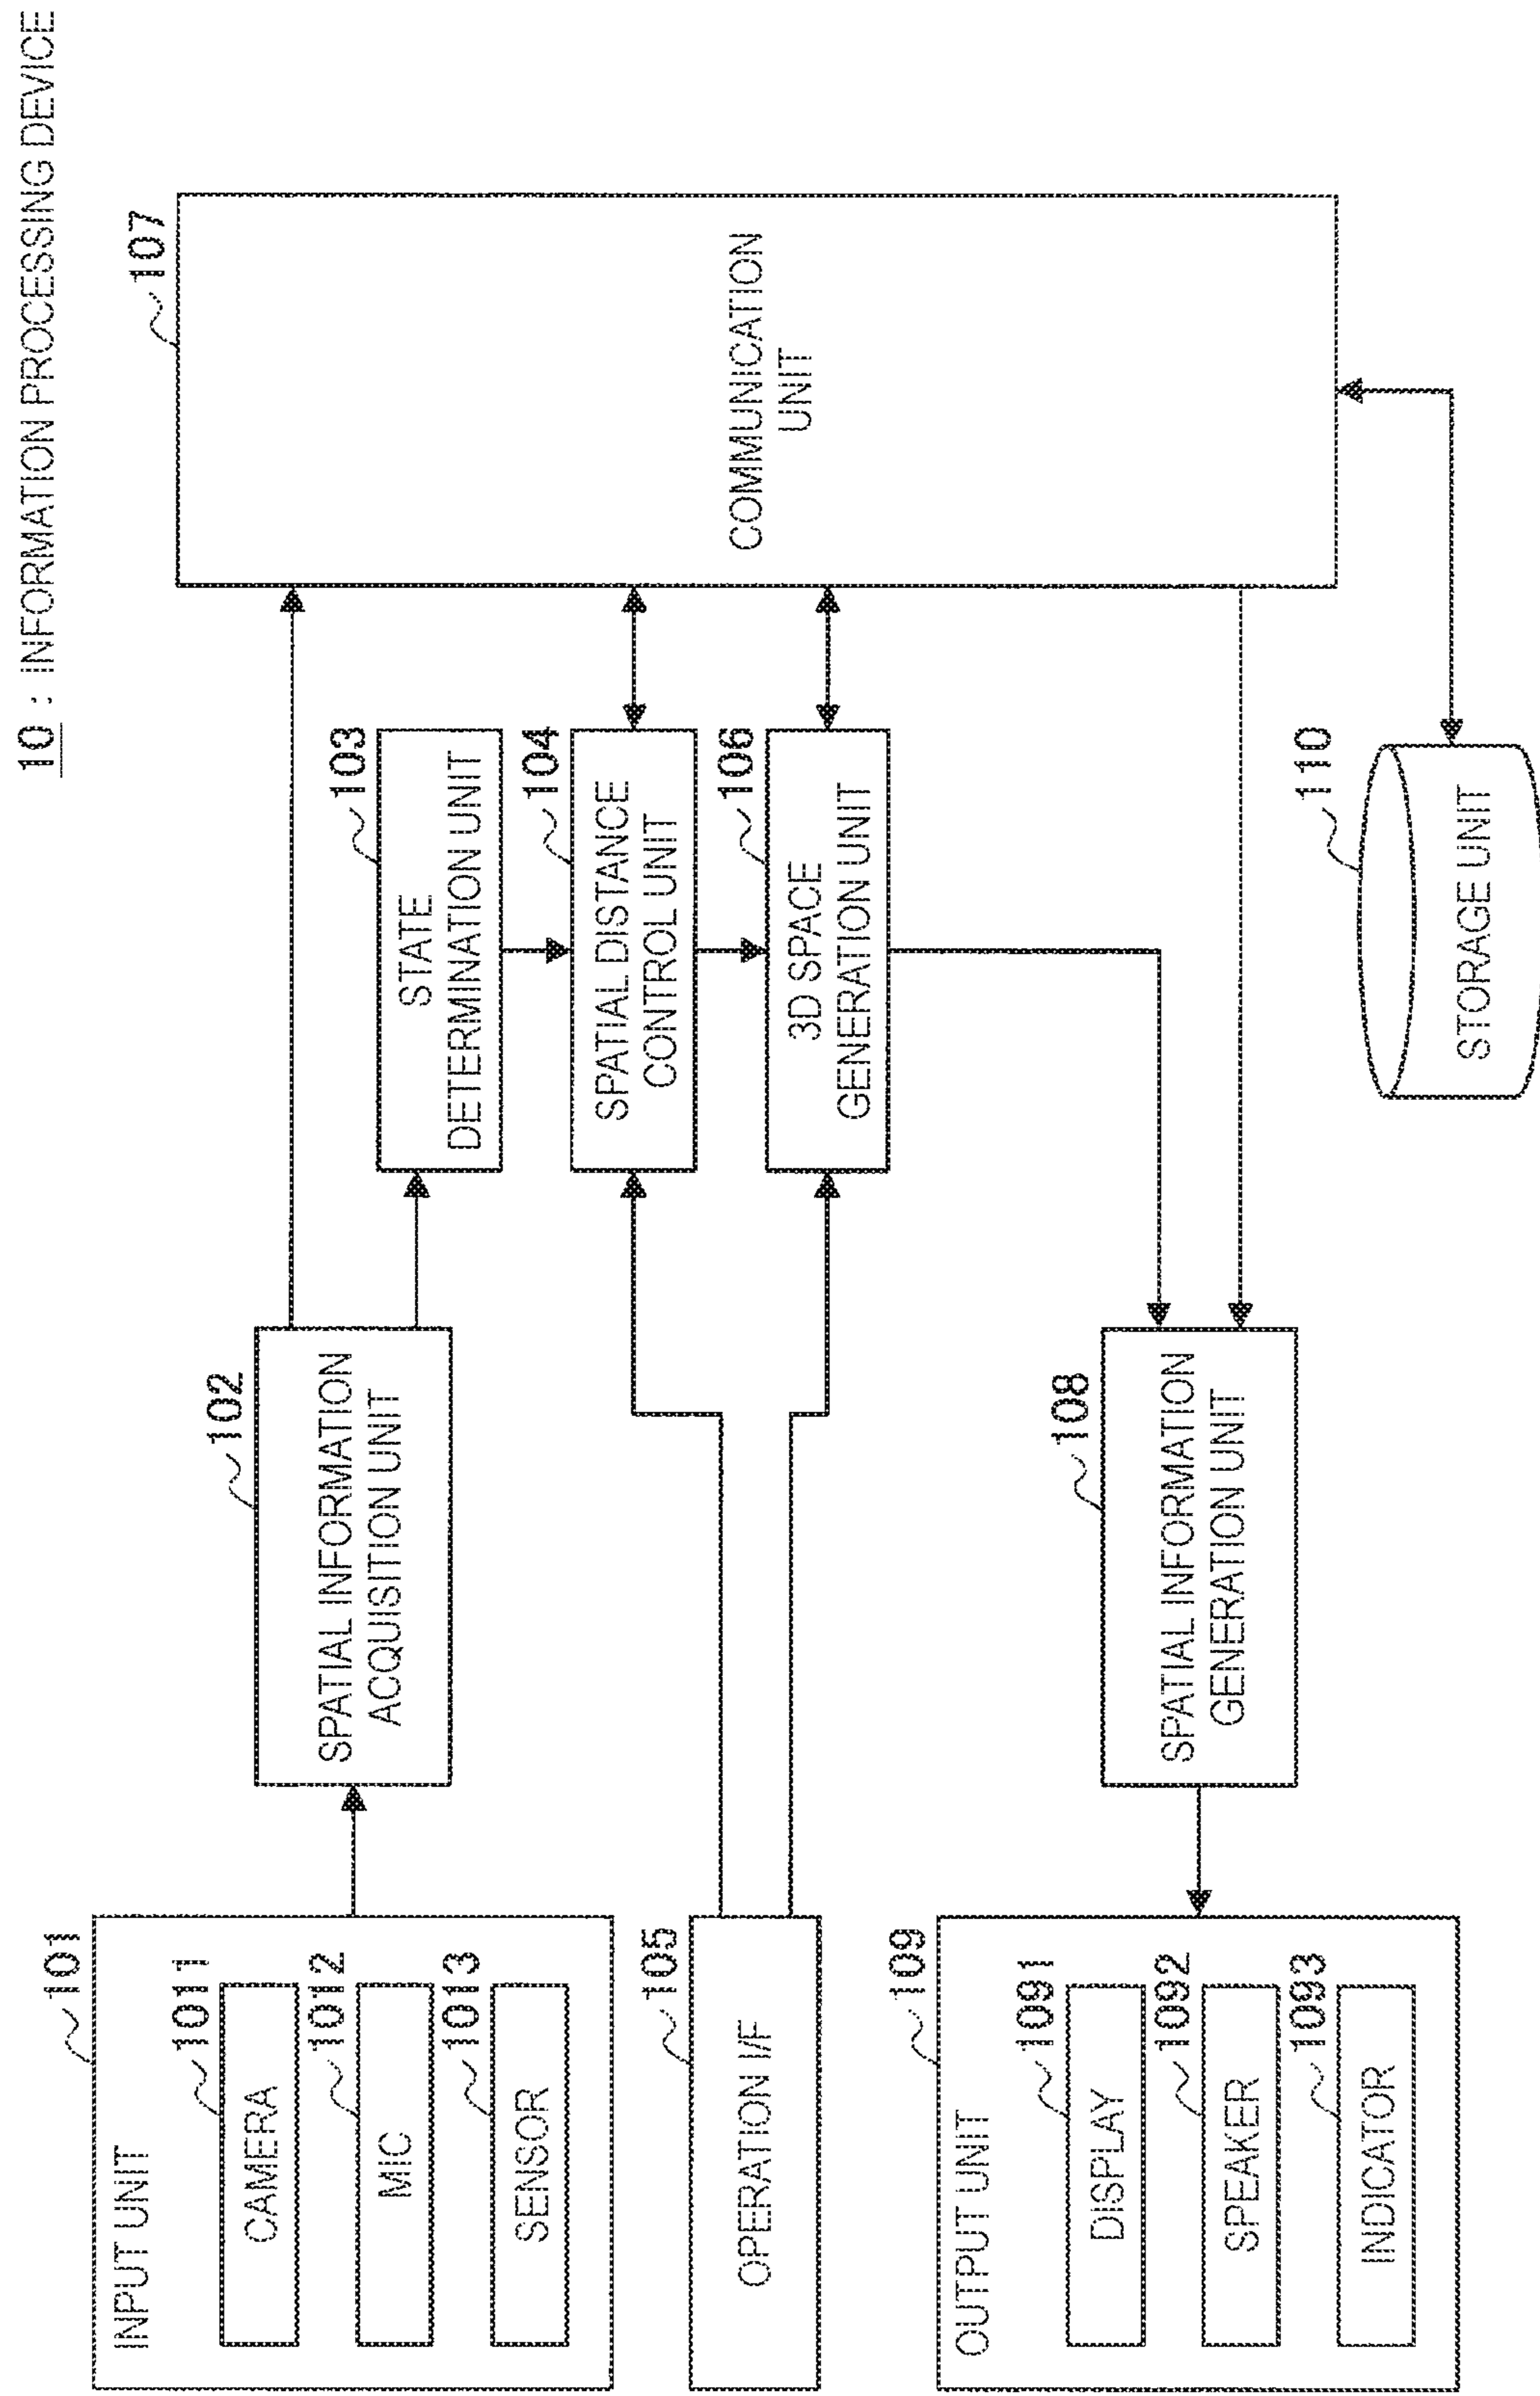 10 : INFORMATION PROCESSING DEVICE
101
INPUT UNIT
1011
CAMERA
1012
MIC
1013
SENSOR
102
SPATIAL INFORMATION
ACQUISITION UNIT
103
STATE
DETERMINATION UNIT
104
SPATIAL DISTANCE
CONTROL UNIT
105
OPERATION I/F
106
3D SPACE
GENERATION UNIT
107
COMMUNICATION
UNIT
108
SPATIAL INFORMATION
GENERATION UNIT
109
OUTPUT UNIT
1091
DISPLAY
1092
SPEAKER
1093
INDICATOR
110
STORAGE UNIT